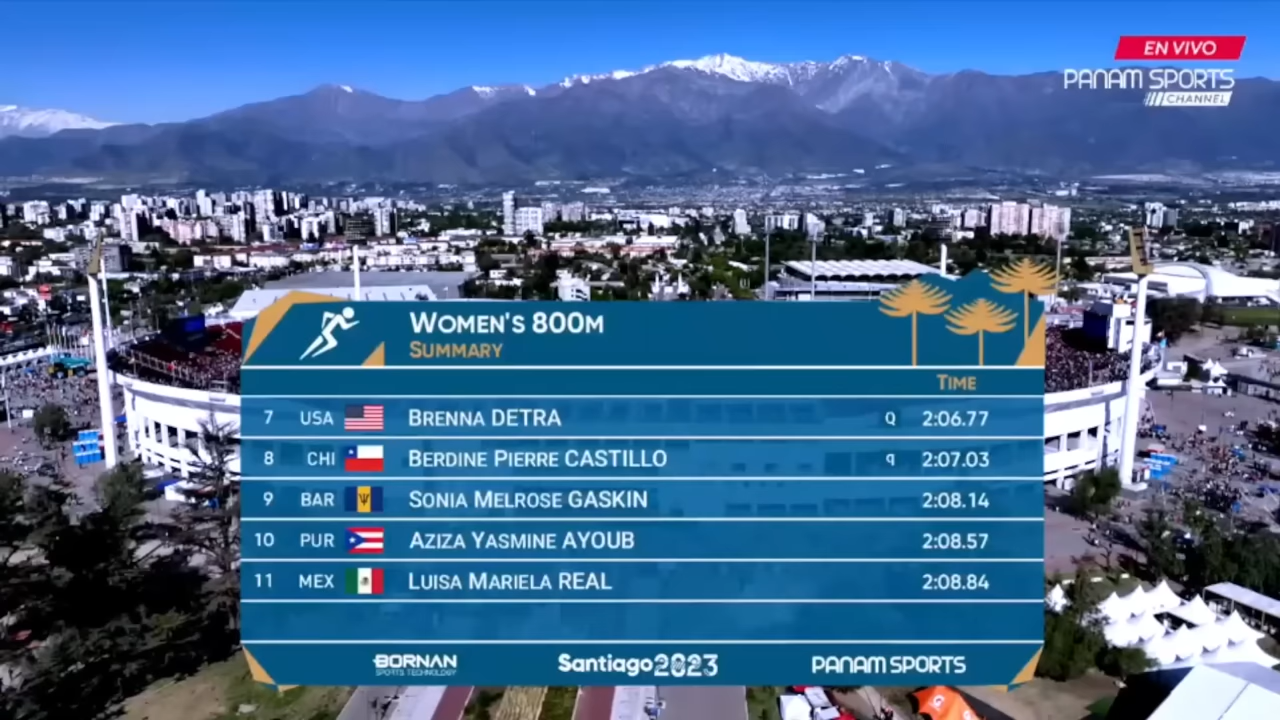 EN VIVO
PANAM SPORTS
CHANNEL
WOMEN'S 800M
SUMMARY
TIME
7 USA BRENNA DETRA Q 2:06.77
8 CHI BERDINE PIERRE CASTILLO q 2:07.03
9 BAR SONIA MELROSE GASKIN 2:08.14
10 PUR AZIZA YASMINE AYOUB 2:08.57
11 MEX LUISA MARIELA REAL 2:08.84
BORNAN
SPORTS TECHNOLOGY
Santiago2023
PANAM SPORTS